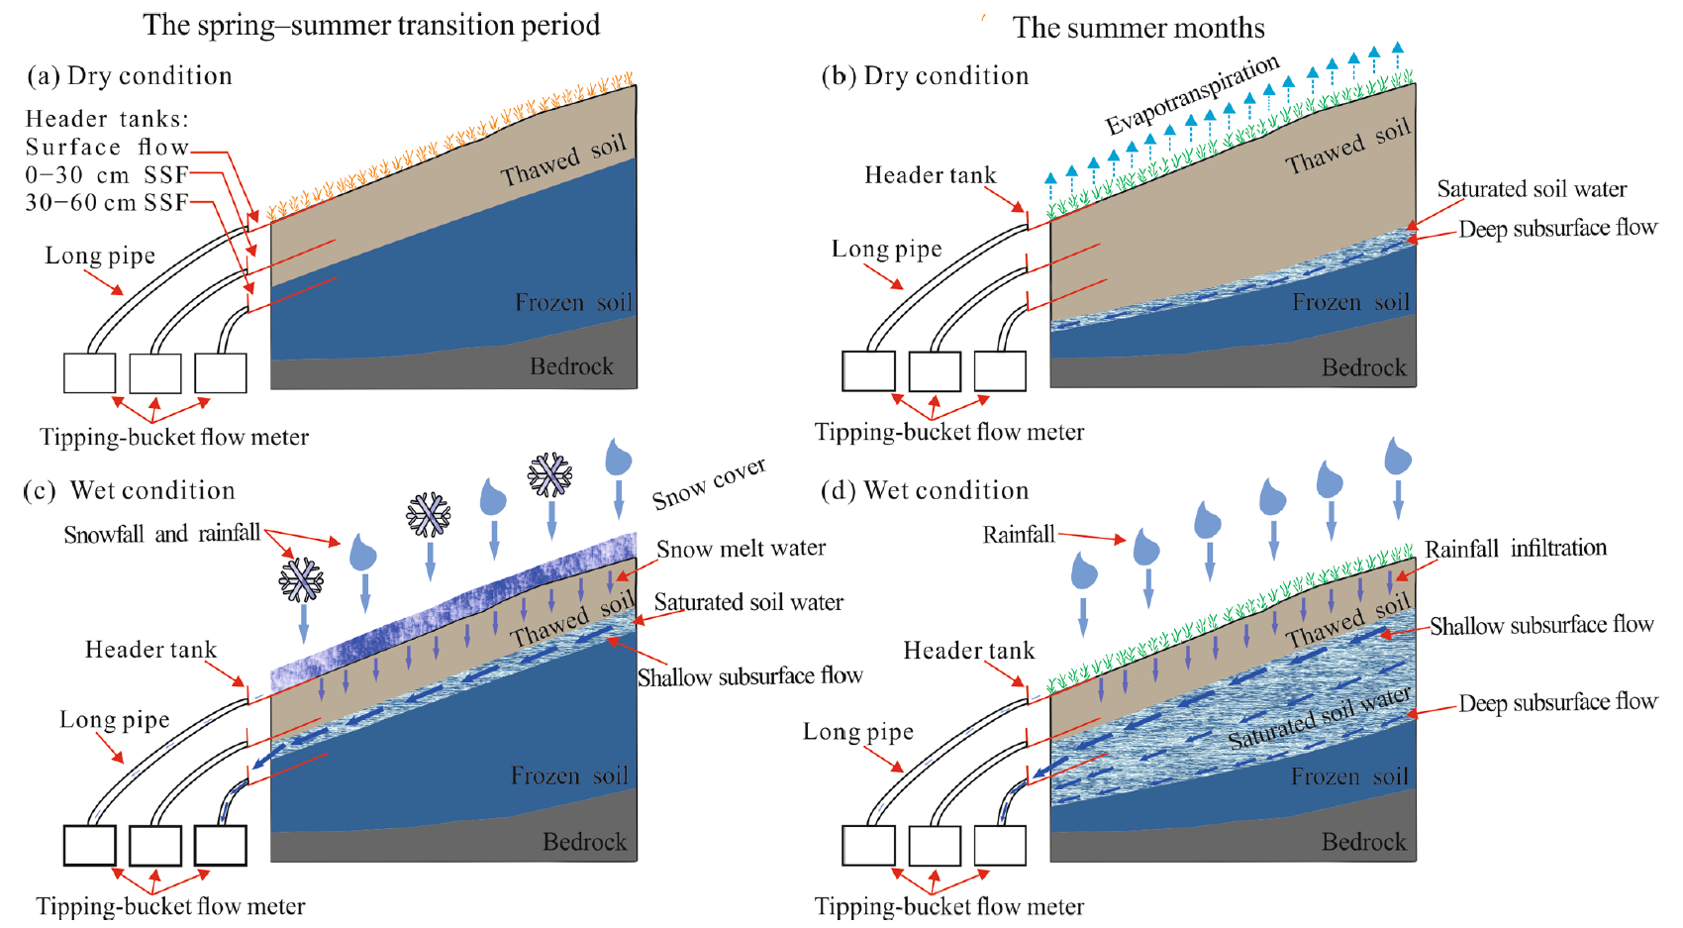 The spring–summer transition period
The summer months
(a) Dry condition
Header tanks:
Surface flow
0–30 cm SSF
30–60 cm SSF
Long pipe
Thawed soil
Frozen soil
Bedrock
Tipping-bucket flow meter
(b) Dry condition
Evapotranspiration
Header tank
Long pipe
Thawed soil
Saturated soil water
Deep subsurface flow
Frozen soil
Bedrock
Tipping-bucket flow meter
(c) Wet condition
Snow cover
Snowfall and rainfall
Snow melt water
Saturated soil water
Thawed soil
Header tank
Shallow subsurface flow
Long pipe
Frozen soil
Bedrock
Tipping-bucket flow meter
(d) Wet condition
Rainfall
Rainfall infiltration
Thawed soil
Shallow subsurface flow
Header tank
Saturated soil water
Deep subsurface flow
Long pipe
Frozen soil
Bedrock
Tipping-bucket flow meter